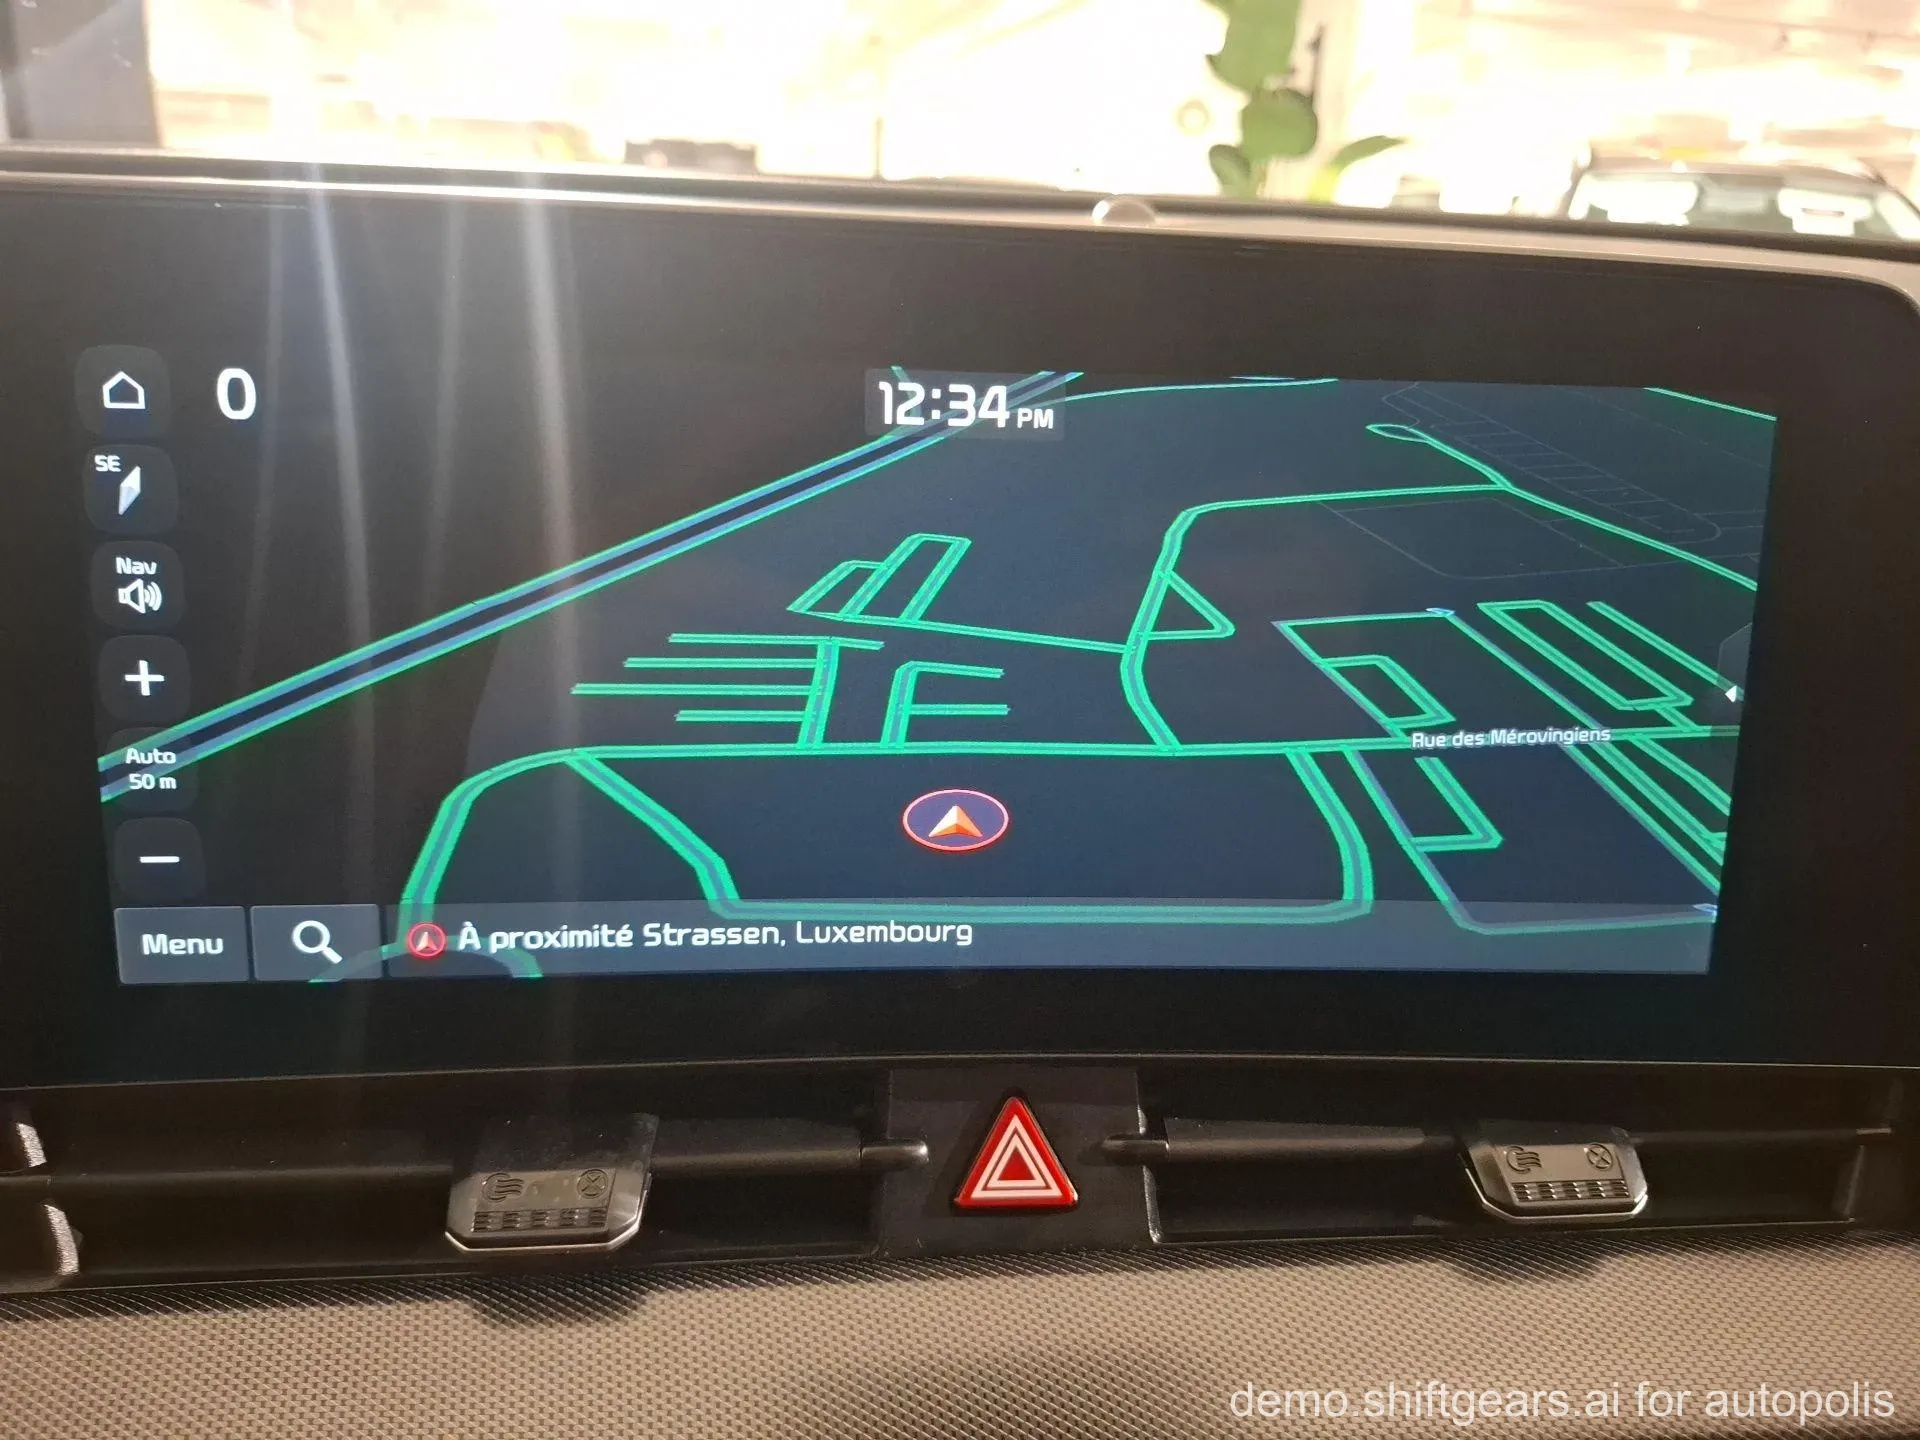 0
12:34 PM
SE
Nav
Rue des Mérovingiens
Auto
50 m
Menu
À proximité Strassen, Luxembourg
demo.shiftgears.ai for autopolis